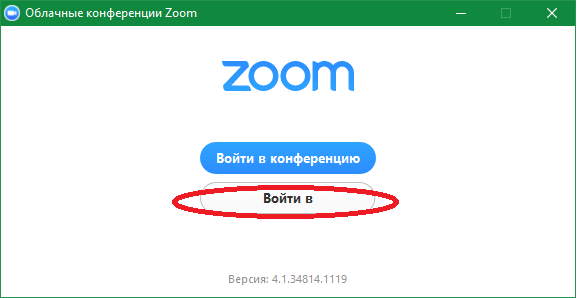 Облачные конференции Zoom
zoom
Войти в конференцию
Войти в
Версия: 4.1.34814.1119